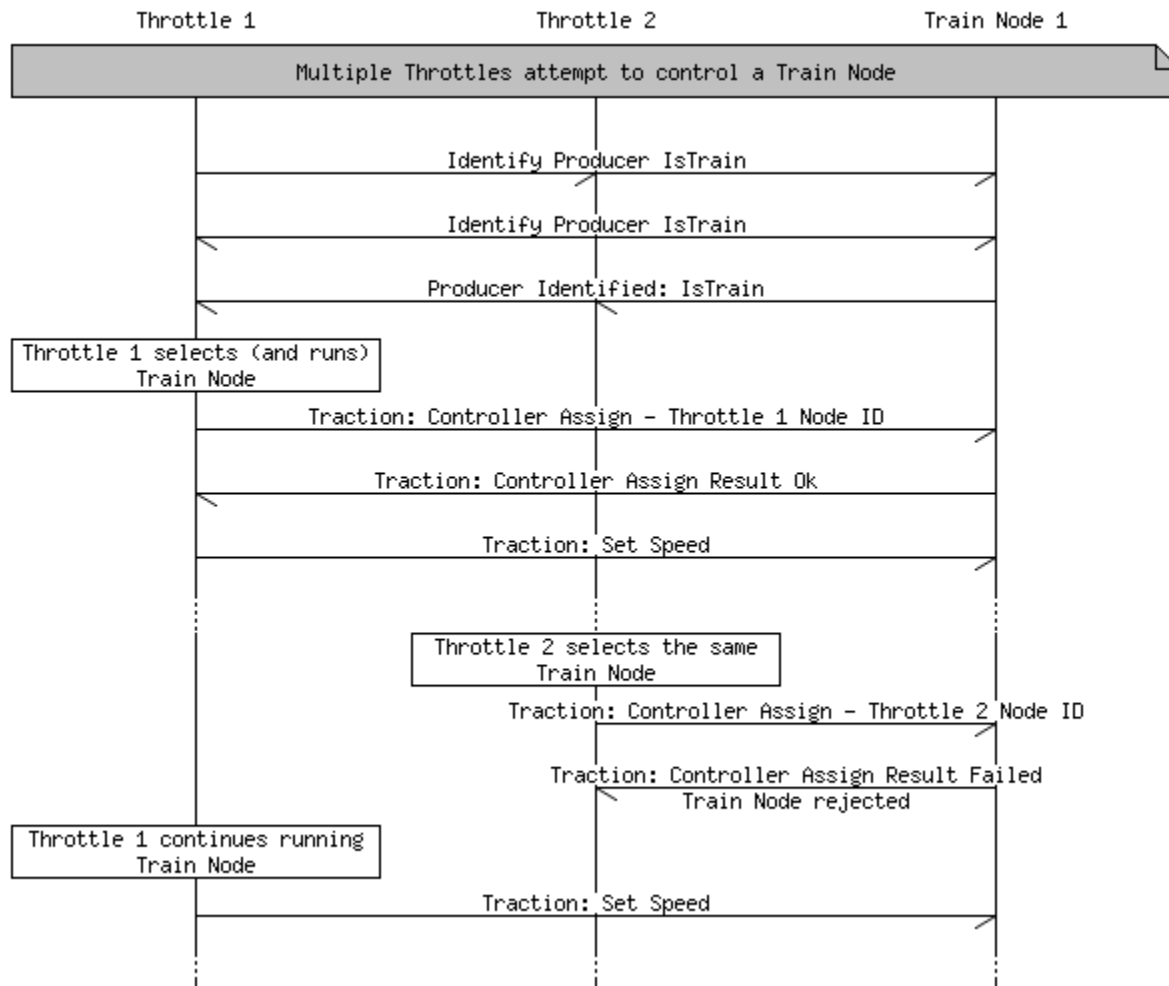 Throttle 1
Throttle 2
Train Node 1
Multiple Throttles attempt to control a Train Node
Identify Producer IsTrain
Identify Producer IsTrain
Producer Identified: IsTrain
Throttle 1 selects (and runs)
Train Node
Traction: Controller Assign - Throttle 1 Node ID
Traction: Controller Assign Result Ok
Traction: Set Speed
Throttle 2 selects the same
Train Node
Traction: Controller Assign - Throttle 2 Node ID
Traction: Controller Assign Result Failed
Train Node rejected
Throttle 1 continues running
Train Node
Traction: Set Speed